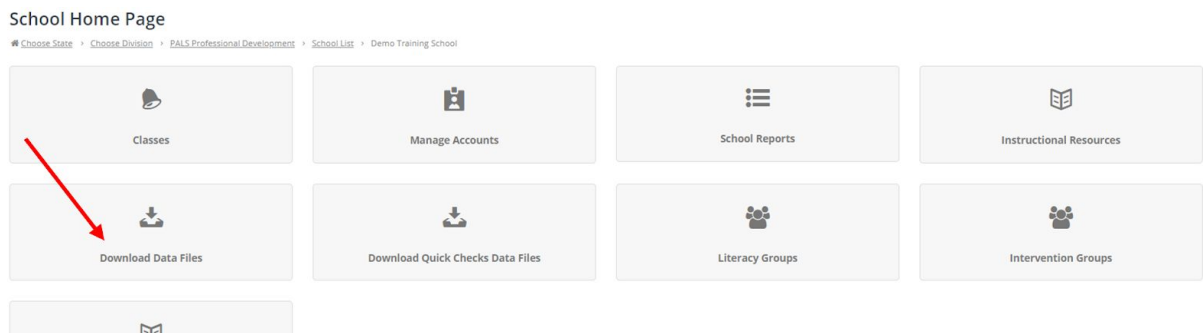 School Home Page
Choose State › Choose Division › PALS Professional Development › School List › Demo Training School
Classes
Manage Accounts
School Reports
Instructional Resources
Download Data Files
Download Quick Checks Data Files
Literacy Groups
Intervention Groups